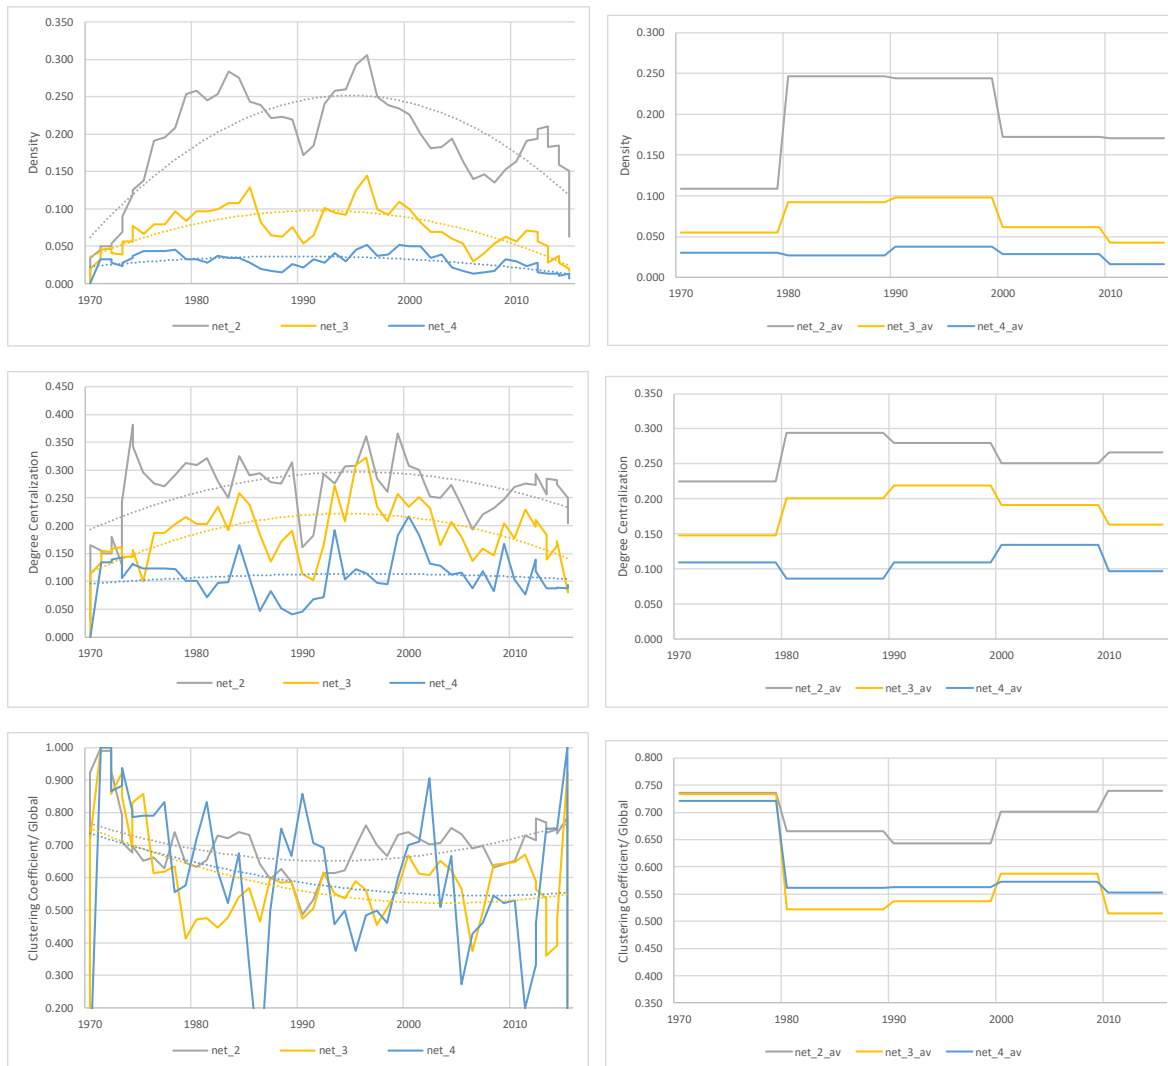 0.350
0.300
0.250
0.200
0.150
0.100
0.050
0.000
Density
1970 1980 1990 2000 2010
net_2 net_3 net_4
0.300
0.250
0.200
0.150
0.100
0.050
0.000
Density
1970 1980 1990 2000 2010
net_2_av net_3_av net_4_av
0.450
0.400
0.350
0.300
0.250
0.200
0.150
0.100
0.050
0.000
Degree Centralization
1970 1980 1990 2000 2010
net_2 net_3 net_4
0.350
0.300
0.250
0.200
0.150
0.100
0.050
0.000
Degree Centralization
1970 1980 1990 2000 2010
net_2_av net_3_av net_4_av
1.000
0.900
0.800
0.700
0.600
0.500
0.400
0.300
0.200
Clustering Coefficient/ Global
1970 1980 1990 2000 2010
net_2 net_3 net_4
0.800
0.750
0.700
0.650
0.600
0.550
0.500
0.450
0.400
0.350
Clustering Coefficient/ Global
1970 1980 1990 2000 2010
net_2_av net_3_av net_4_av